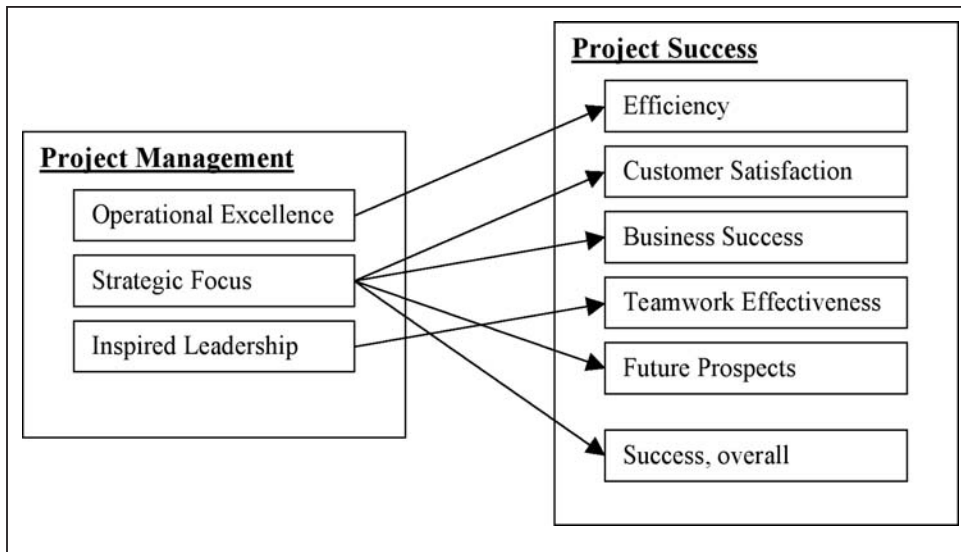 Project Management
Operational Excellence
Strategic Focus
Inspired Leadership
Project Success
Efficiency
Customer Satisfaction
Business Success
Teamwork Effectiveness
Future Prospects
Success, overall